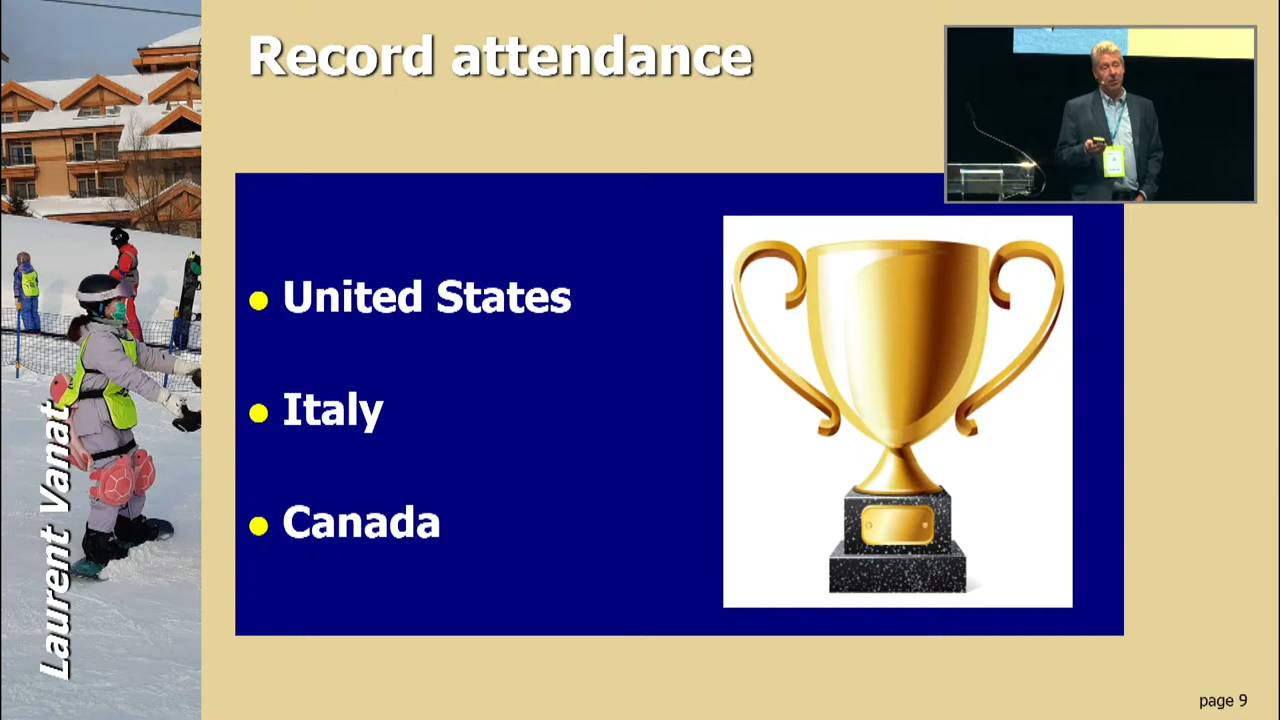 Record attendance
United States
Italy
Canada
Laurent Vanat
page 9